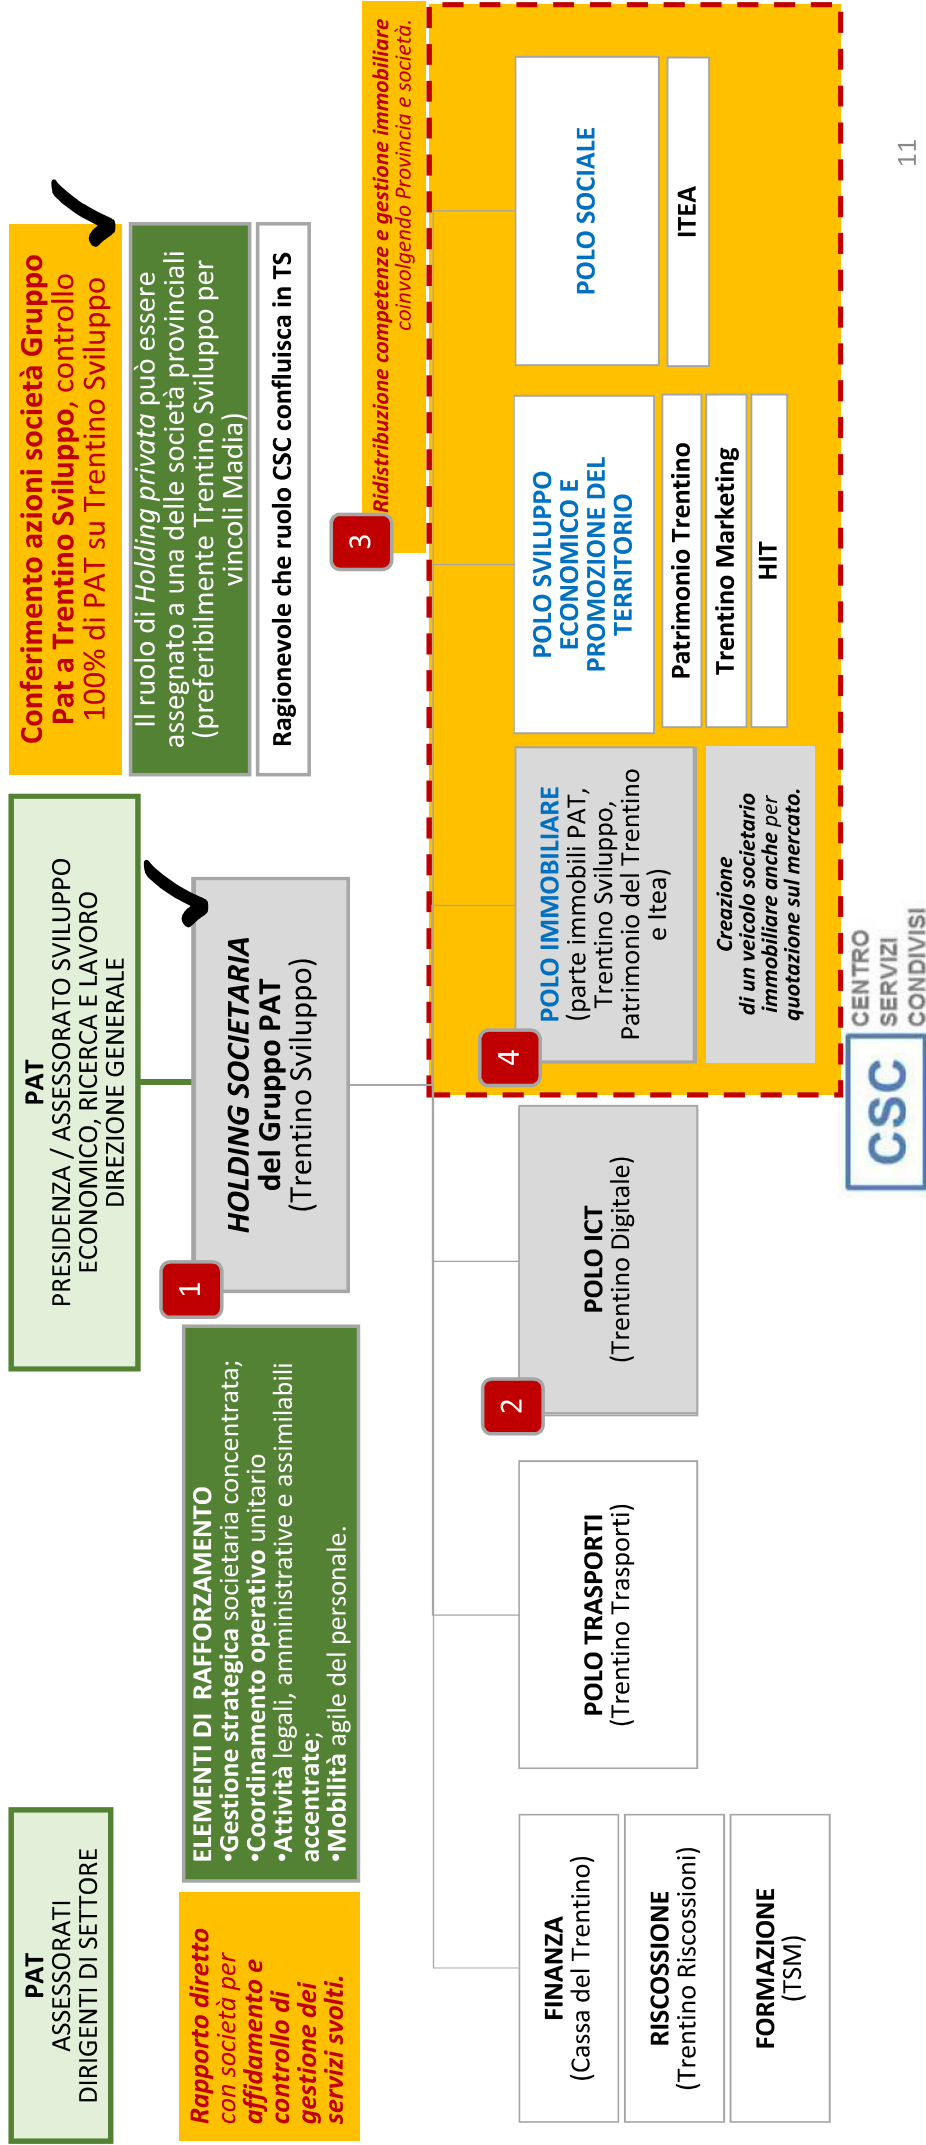 PAT
ASSESSORATI
DIRIGENTI DI SETTORE
PAT
PRESIDENZA / ASSESSORATO SVILUPPO
ECONOMICO, RICERCA E LAVORO
DIREZIONE GENERALE
Conferimento azioni società Gruppo
Pat a Trentino Sviluppo, controllo
100% di PAT su Trentino Sviluppo
Il ruolo di Holding privata può essere
assegnato a una delle società provinciali
(preferibilmente Trentino Sviluppo per
vincoli Madia)
Ragionevole che ruolo CSC confluisca in TS
Rapporto diretto
con società per
affidamento e
controllo di
gestione dei
servizi svolti.
ELEMENTI DI RAFFORZAMENTO
•Gestione strategica societaria concentrata;
•Coordinamento operativo unitario
•Attività legali, amministrative e assimilabili
accentrate;
•Mobilità agile del personale.
1
HOLDING SOCIETARIA
del Gruppo PAT
(Trentino Sviluppo)
3
Ridistribuzione competenze e gestione immobiliare
coinvolgendo Provincia e società.
FINANZA
(Cassa del Trentino)
RISCOSSIONE
(Trentino Riscossioni)
FORMAZIONE
(TSM)
POLO TRASPORTI
(Trentino Trasporti)
2
POLO ICT
(Trentino Digitale)
4
POLO IMMOBILIARE
(parte immobili PAT,
Trentino Sviluppo,
Patrimonio del Trentino
e Itea)
Creazione
di un veicolo societario
immobiliare anche per
quotazione sul mercato.
POLO SVILUPPO
ECONOMICO E
PROMOZIONE DEL
TERRITORIO
Patrimonio Trentino
Trentino Marketing
HIT
POLO SOCIALE
ITEA
CSC
CENTRO
SERVIZI
CONDIVISI
11